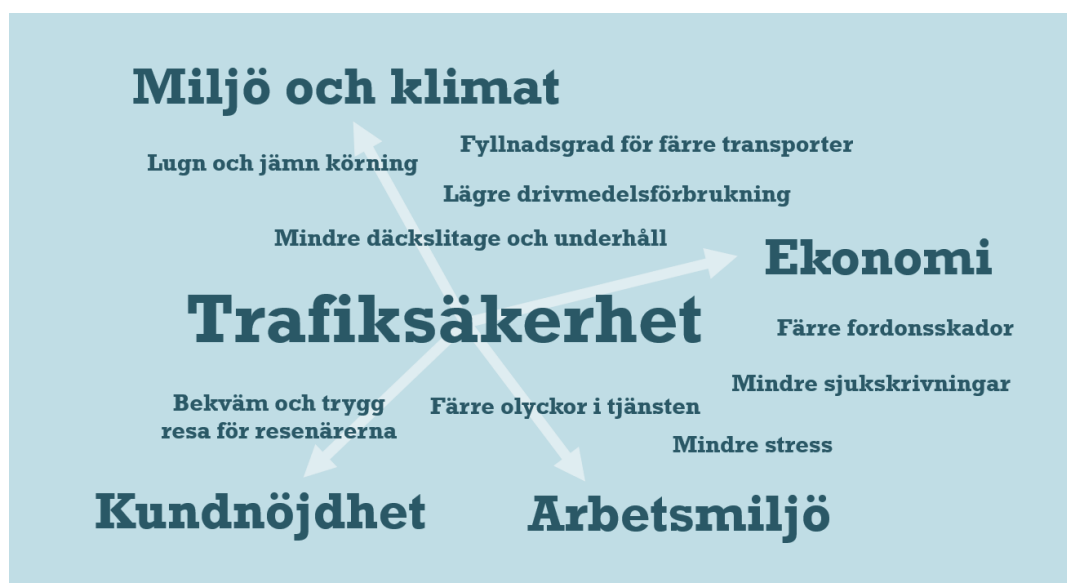 Miljö och klimat
Fyllnadsgrad för färre transporter
Lugn och jämn körning
Lägre drivmedelsförbrukning
Mindre däckslitage och underhåll
Ekonomi
Trafiksäkerhet
Färre fordonsskador
Mindre sjukskrivningar
Bekväm och trygg
resa för resenärerna
Färre olyckor i tjänsten
Mindre stress
Kundnöjdhet
Arbetsmiljö